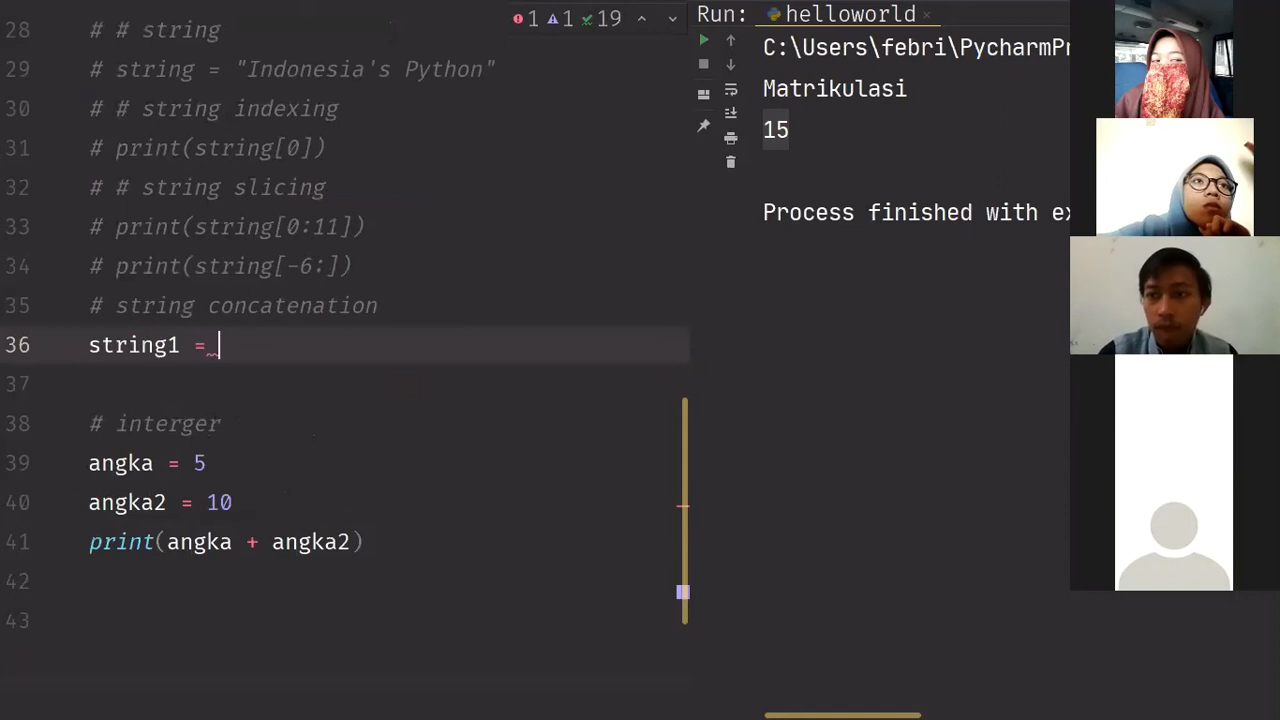 28 # # string
29 # string = "Indonesia's Python"
30 # # string indexing
31 # print(string[0])
32 # # string slicing
33 # print(string[0:11])
34 # print(string[-6:])
35 # string concatenation
36 string1 =
37
38 # interger
39 angka = 5
40 angka2 = 10
41 print(angka + angka2)
42
43
1 1 19
Run: helloworld
C:\Users\febri\PycharmPr
Matrikulasi
15
Process finished with ex